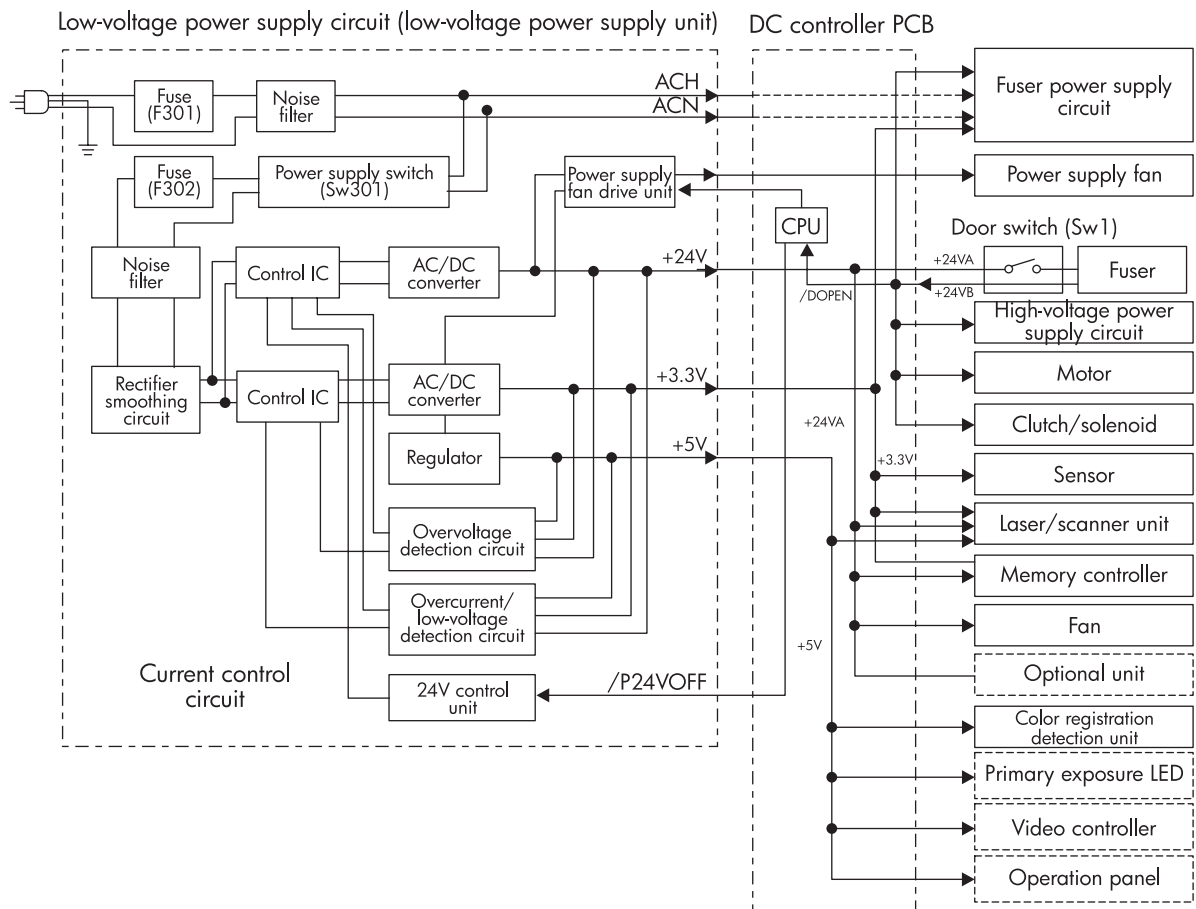 Low-voltage power supply circuit (low-voltage power supply unit)
DC controller PCB
Fuse
(F301)
Noise
filter
ACH
ACN
Fuser power supply
circuit
Fuse
(F302)
Power supply switch
(Sw301)
Power supply
fan drive unit
Power supply fan
CPU
Door switch (Sw1)
Noise
filter
Control IC
AC/DC
converter
+24V
+24VA
Fuser
/DOPEN
+24VB
High-voltage power
supply circuit
Rectifier
smoothing
circuit
Control IC
AC/DC
converter
+3.3V
Motor
+24VA
Clutch/solenoid
Regulator
+5V
+3.3V
Sensor
Overvoltage
detection circuit
Laser/scanner unit
Memory controller
Overcurrent/
low-voltage
detection circuit
Fan
+5V
Current control
circuit
24V control
unit
/P24VOFF
Optional unit
Color registration
detection unit
Primary exposure LED
Video controller
Operation panel